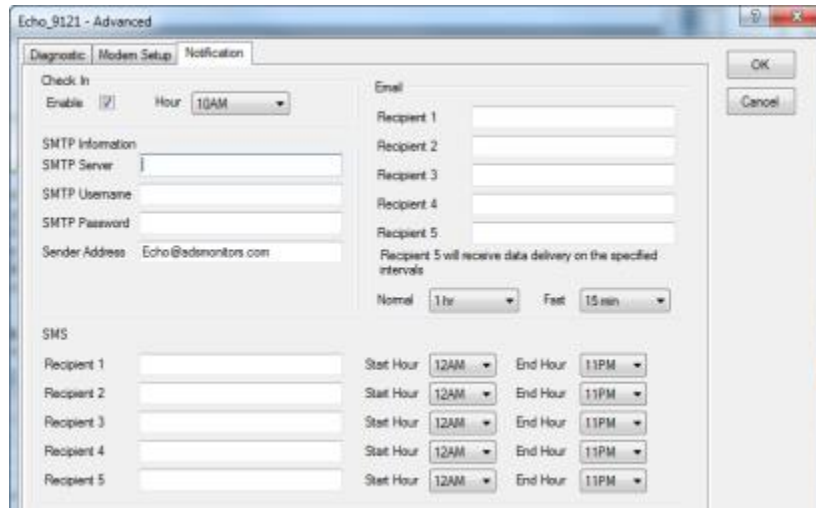 Echo_9121 - Advanced
Diagnostic Modem Setup Notification
OK
Cancel
Check In
Enable Hour 10AM
SMTP Information
SMTP Server
SMTP Username
SMTP Password
Sender Address Echo@adsmonitors.com
Email
Recipient 1
Recipient 2
Recipient 3
Recipient 4
Recipient 5
Recipient 5 will receive data delivery on the specified
intervals
Normal 1 hr Fast 15 min
SMS
Recipient 1 Start Hour 12AM End Hour 11PM
Recipient 2 Start Hour 12AM End Hour 11PM
Recipient 3 Start Hour 12AM End Hour 11PM
Recipient 4 Start Hour 12AM End Hour 11PM
Recipient 5 Start Hour 12AM End Hour 11PM